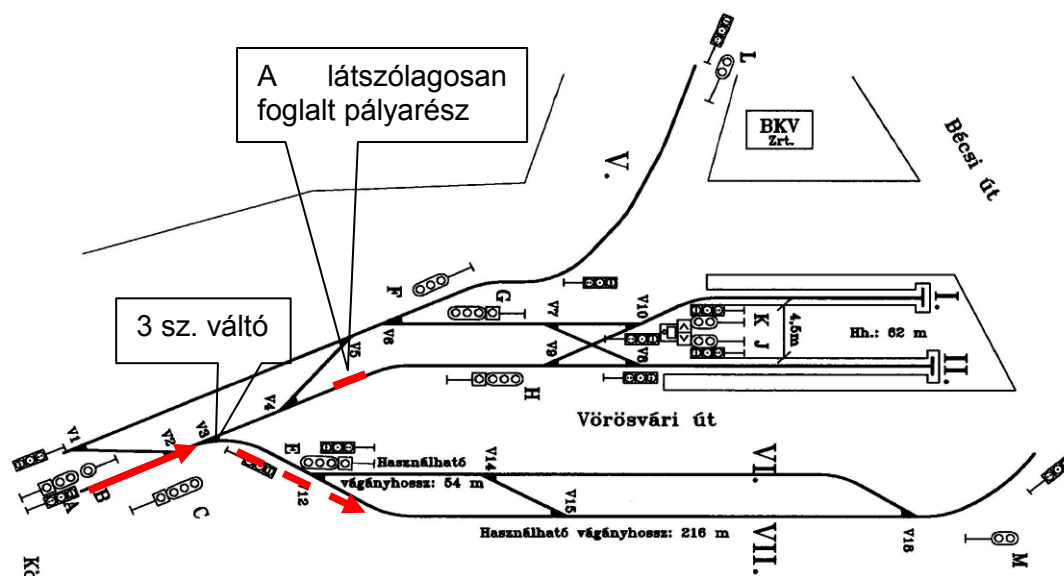 A látszólagosan
foglalt pályarész
3 sz. váltó
L
BKV
Zrt.
Bécsi út
V.
F
G
V7
V10
I.
K
4,5m
Hh.: 62 m
J
V6
V5
V9
V8
II.
H
V4
Vörösvári út
V3
V1
V2
E
Használható
vágányhossz: 54 m
V14
VI.
A
B
C
12
V15
Használható vágányhossz: 216 m
VII.
V18
M
Kö